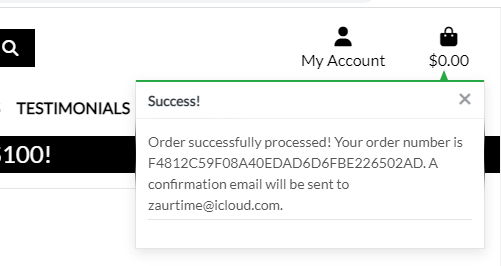 My Account
$0.00
TESTIMONIALS
$100!
Success!
Order successfully processed! Your order number is
F4812C59F08A40EDAD6D6FBE226502AD. A
confirmation email will be sent to
zaurtime@icloud.com.